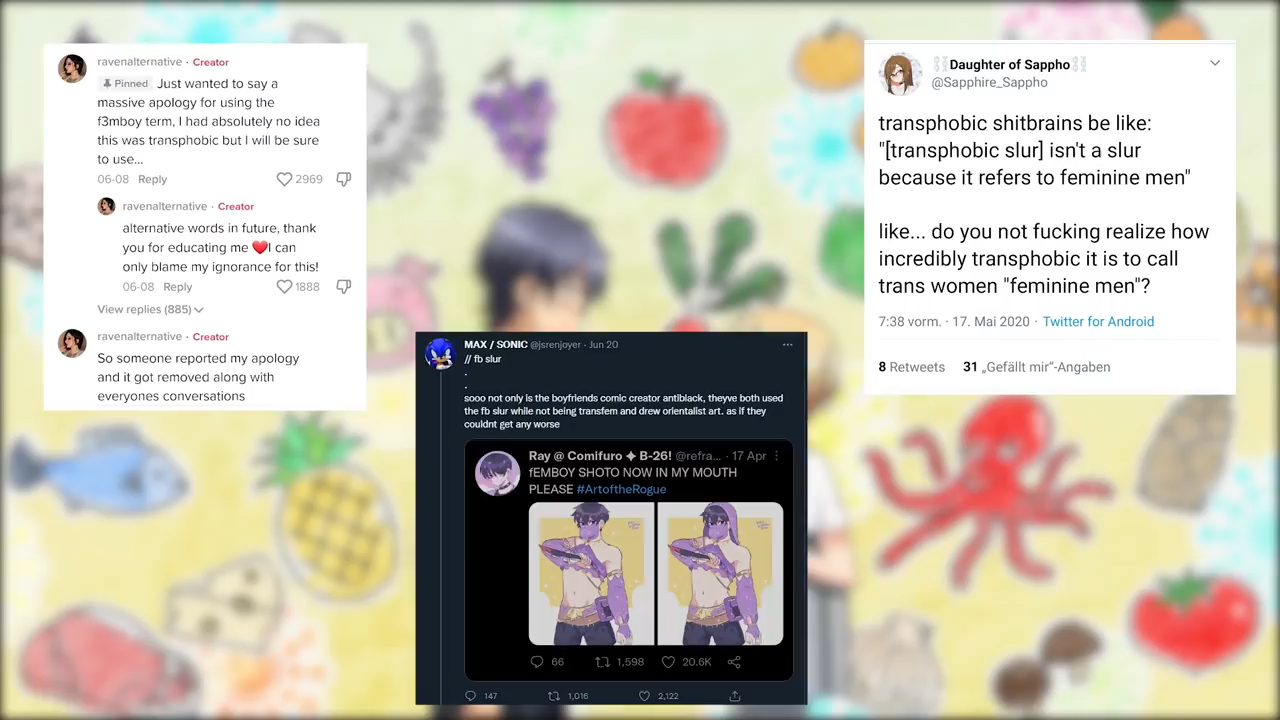 ravenalternative · Creator
Pinned Just wanted to say a
massive apology for using the
f3mboy term, I had absolutely no idea
this was transphobic but I will be sure
to use...
06-08 Reply 2969
ravenalternative · Creator
alternative words in future, thank
you for educating me ❤️I can
only blame my ignorance for this!
06-08 Reply 1888
View replies (885)
ravenalternative · Creator
So someone reported my apology
and it got removed along with
everyones conversations
MAX / SONIC @jsrenjoyer · Jun 20
// fb slur
.
.
sooo not only is the boyfriends comic creator antiblack, theyve both used
the fb slur while not being transfem and drew orientalist art. as if they
couldnt get any worse
Ray @ Comifuro ✦ B-26! @refra... · 17 Apr
fEMBOY SHOTO NOW IN MY MOUTH
PLEASE #ArtoftheRogue
66 1,598 20.6K
147 1,016 2,122
⛓Daughter of Sappho⛓
@Sapphire_Sappho
transphobic shitbrains be like:
"[transphobic slur] isn't a slur
because it refers to feminine men"
like... do you not fucking realize how
incredibly transphobic it is to call
trans women "feminine men"?
7:38 vorm. · 17. Mai 2020 · Twitter for Android
8 Retweets 31 „Gefällt mir“-Angaben